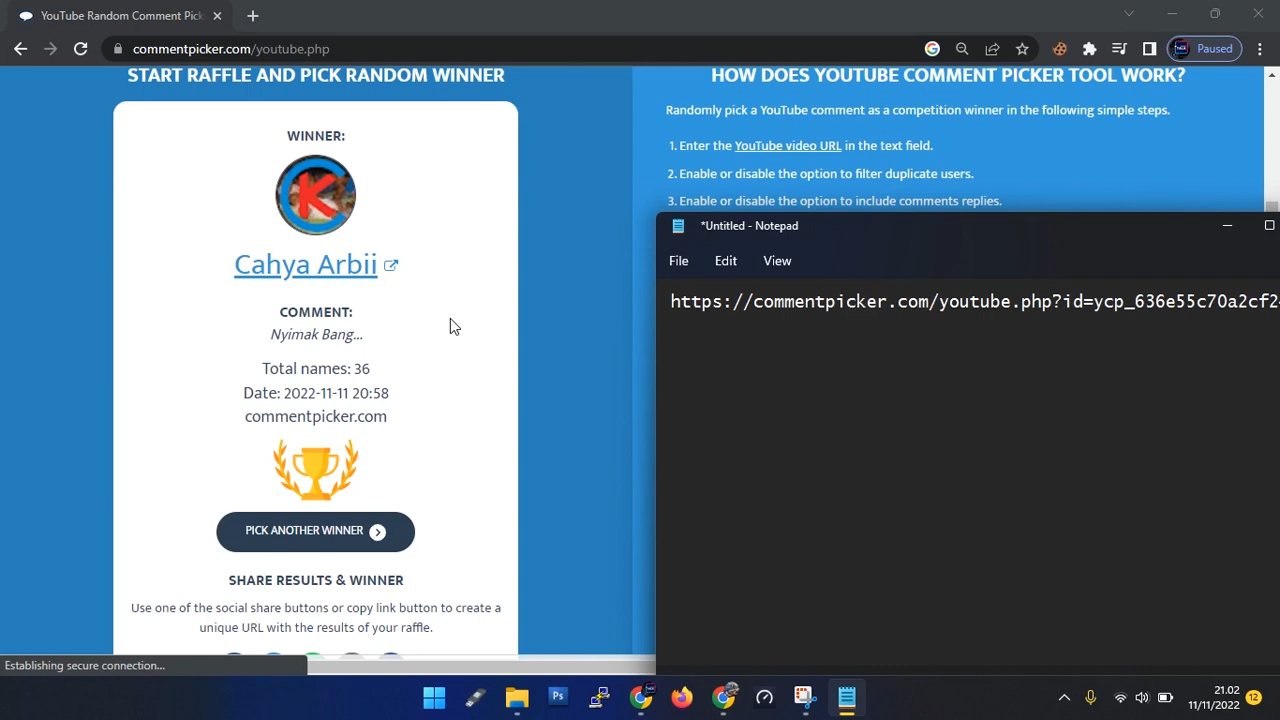 YouTube Random Comment Pick
commentpicker.com/youtube.php
Paused
START RAFFLE AND PICK RANDOM WINNER
WINNER:
Cahya Arbii
COMMENT:
Nyimak Bang...
Total names: 36
Date: 2022-11-11 20:58
commentpicker.com
PICK ANOTHER WINNER
SHARE RESULTS & WINNER
Use one of the social share buttons or copy link button to create a
unique URL with the results of your raffle.
HOW DOES YOUTUBE COMMENT PICKER TOOL WORK?
Randomly pick a YouTube comment as a competition winner in the following simple steps.
1. Enter the YouTube video URL in the text field.
2. Enable or disable the option to filter duplicate users.
3. Enable or disable the option to include comments replies.
*Untitled - Notepad
File Edit View
https://commentpicker.com/youtube.php?id=ycp_636e55c70a2cf2
Establishing secure connection...
Ps
21.02
11/11/2022
12